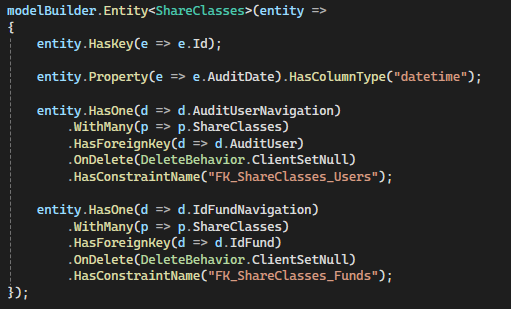 modelBuilder.Entity<ShareClasses>(entity =>
{
    entity.HasKey(e => e.Id);
    entity.Property(e => e.AuditDate).HasColumnType("datetime");
    entity.HasOne(d => d.AuditUserNavigation)
        .WithMany(p => p.ShareClasses)
        .HasForeignKey(d => d.AuditUser)
        .OnDelete(DeleteBehavior.ClientSetNull)
        .HasConstraintName("FK_ShareClasses_Users");
    entity.HasOne(d => d.IdFundNavigation)
        .WithMany(p => p.ShareClasses)
        .HasForeignKey(d => d.IdFund)
        .OnDelete(DeleteBehavior.ClientSetNull)
        .HasConstraintName("FK_ShareClasses_Funds");
});